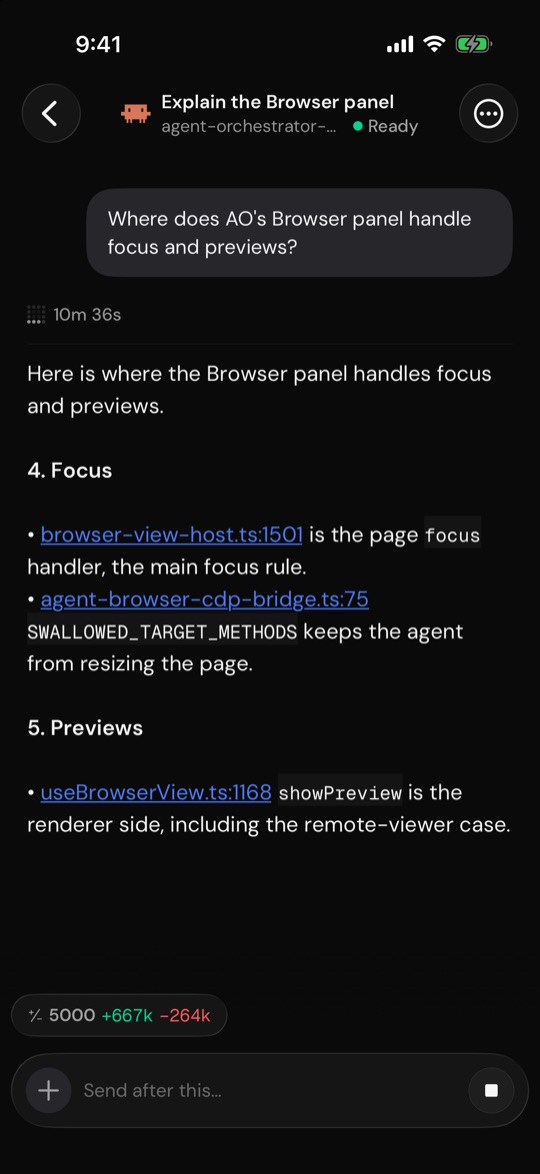 9:41
Explain the Browser panel
agent-orchestrator-... Ready
Where does AO's Browser panel handle
focus and previews?
10m 36s
Here is where the Browser panel handles focus
and previews.
4. Focus
• browser-view-host.ts:1501 is the page focus
handler, the main focus rule.
• agent-browser-cdp-bridge.ts:75
SWALLOWED_TARGET_METHODS keeps the agent
from resizing the page.
5. Previews
• useBrowserView.ts:1168 showPreview is the
renderer side, including the remote-viewer case.
+/- 5000 +667k -264k
Send after this...